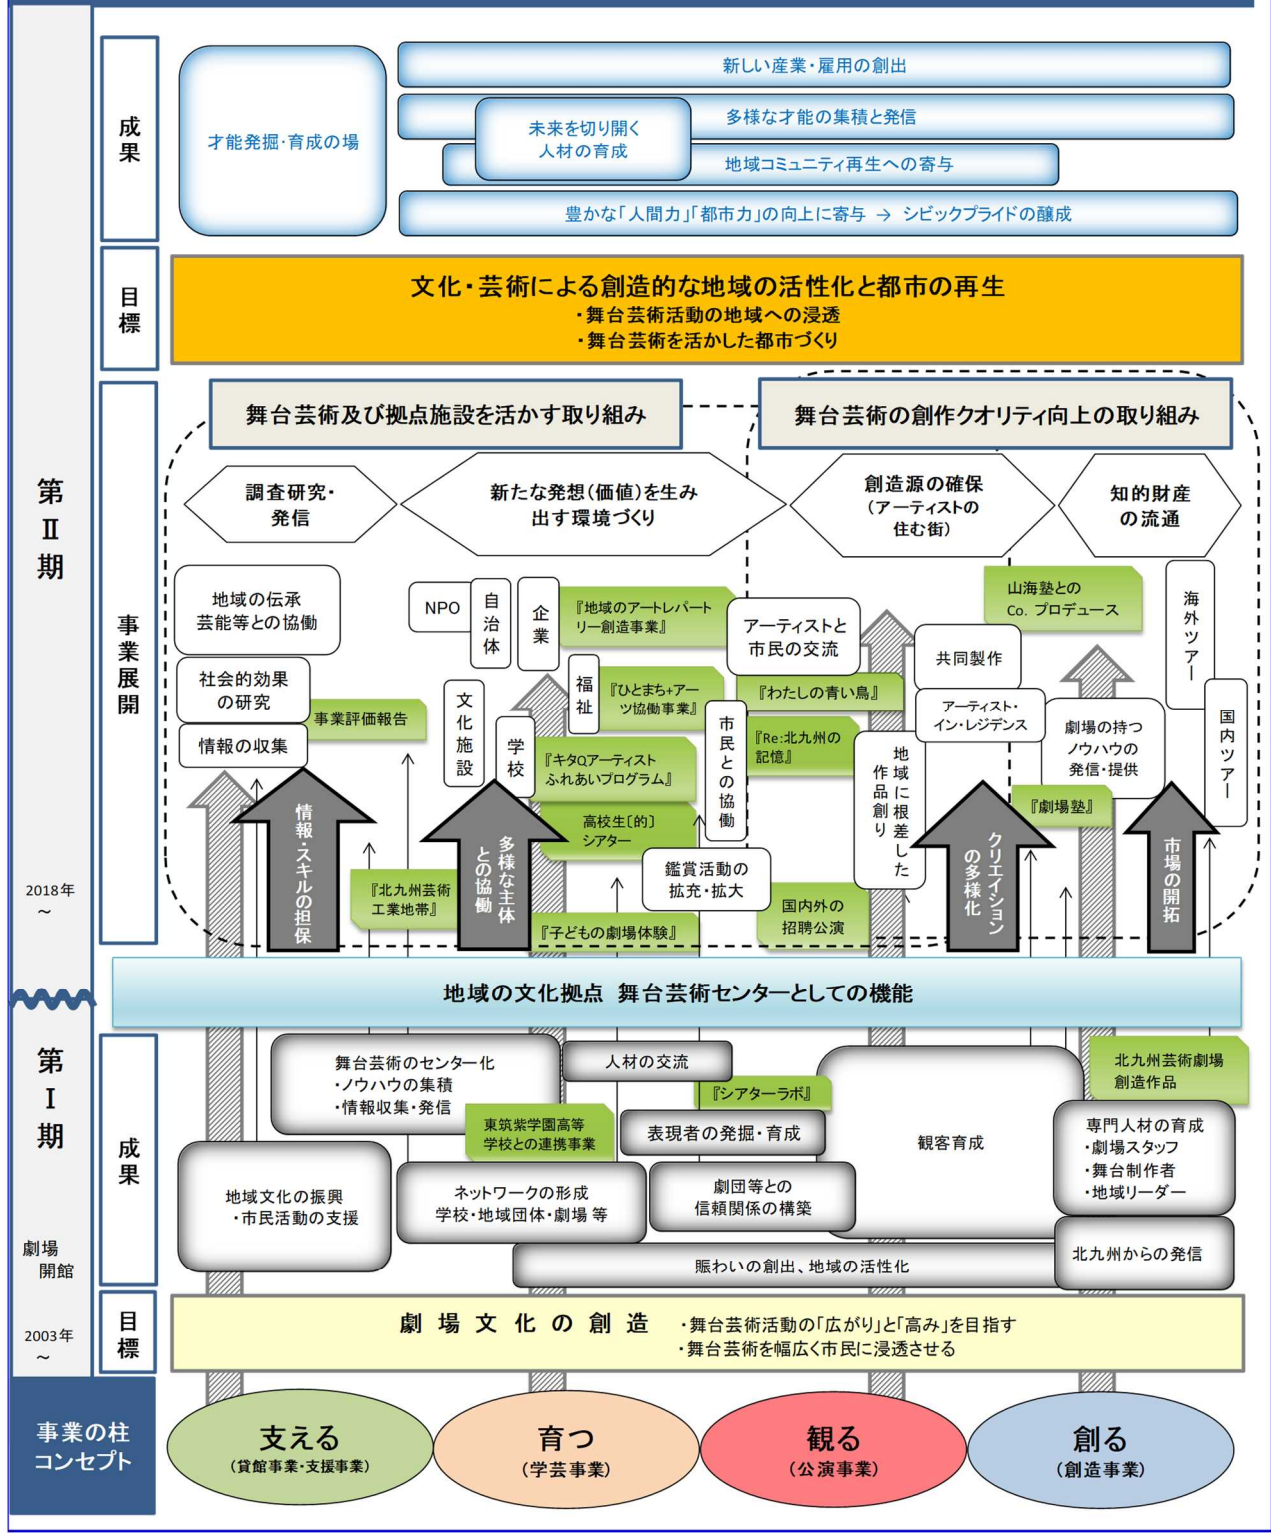 成果
才能発掘・育成の場
新しい産業・雇用の創出
多様な才能の集積と発信
未来を切り開く
人材の育成
地域コミュニティ再生への寄与
豊かな「人間力」「都市力」の向上に寄与 → シビックプライドの醸成
目標
文化・芸術による創造的な地域の活性化と都市の再生
・舞台芸術活動の地域への浸透
・舞台芸術を活かした都市づくり
第Ⅱ期
2018年
～
事業展開
舞台芸術及び拠点施設を活かす取り組み
舞台芸術の創作クオリティ向上の取り組み
調査研究・
発信
新たな発想(価値)を生み
出す環境づくり
創造源の確保
(アーティストの
住む街)
知的財産
の流通
地域の伝承
芸能等との協働
社会的効果
の研究
情報の収集
事業評価報告
NPO
自治体
企業
『地域のアートレパート
リー創造事業』
文化施設
学校
福祉
『ひとまち+アー
ツ協働事業』
『キタQアーティスト
ふれあいプログラム』
高校生〔的〕
シアター
市民との協働
アーティストと
市民の交流
『わたしの青い鳥』
『Re:北九州の
記憶』
地域に根差した
作品創り
共同製作
アーティスト・
イン・レジデンス
山海塾との
Co. プロデュース
劇場の持つ
ノウハウの
発信・提供
『劇場塾』
海外ツアー
国内ツアー
情報・スキルの担保
『北九州芸術
工業地帯』
多様な主体
との協働
『子どもの劇場体験』
鑑賞活動の
拡充・拡大
国内外の
招聘公演
クリエイション
の多様化
市場の開拓
地域の文化拠点 舞台芸術センターとしての機能
第Ⅰ期
劇場
開館
2003年
～
成果
舞台芸術のセンター化
・ノウハウの集積
・情報収集・発信
人材の交流
『シアターラボ』
東筑紫学園高等
学校との連携事業
表現者の発掘・育成
観客育成
北九州芸術劇場
創造作品
専門人材の育成
・劇場スタッフ
・舞台制作者
・地域リーダー
地域文化の振興
・市民活動の支援
ネットワークの形成
学校・地域団体・劇場 等
劇団等との
信頼関係の構築
賑わいの創出、地域の活性化
北九州からの発信
目標
劇場文化の創造
・舞台芸術活動の「広がり」と「高み」を目指す
・舞台芸術を幅広く市民に浸透させる
事業の柱
コンセプト
支える
(貸館事業・支援事業)
育つ
(学芸事業)
観る
(公演事業)
創る
(創造事業)